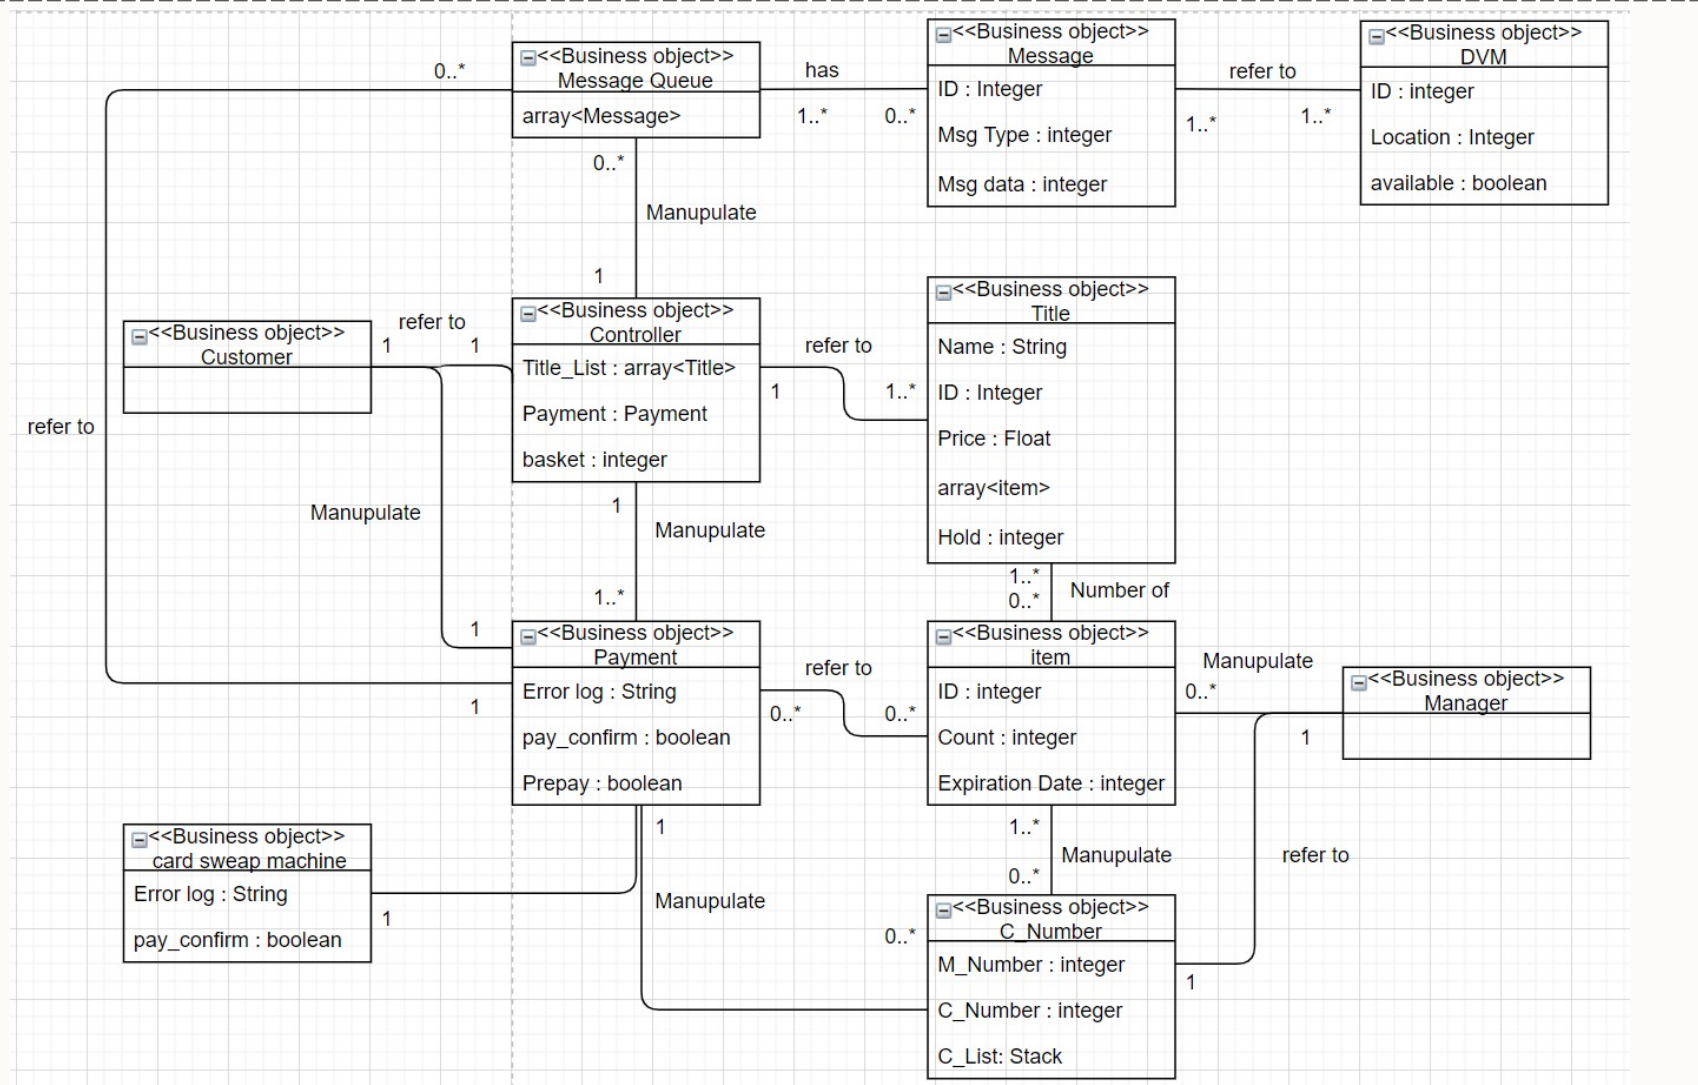 <<Business object>>
Message Queue
array<Message>
0..*
has
1..*
0..*
<<Business object>>
Message
ID : Integer
Msg Type : integer
Msg data : integer
refer to
1..*
1..*
<<Business object>>
DVM
ID : integer
Location : Integer
available : boolean
0..*
Manupulate
1
<<Business object>>
Customer
refer to
1
1
<<Business object>>
Controller
Title_List : array<Title>
Payment : Payment
basket : integer
refer to
1
1..*
<<Business object>>
Title
Name : String
ID : Integer
Price : Float
array<item>
Hold : integer
refer to
Manupulate
1
1
Manupulate
1..*
1..*
0..*
Number of
<<Business object>>
Payment
Error log : String
pay_confirm : boolean
Prepay : boolean
1
refer to
0..*
0..*
<<Business object>>
item
ID : integer
Count : integer
Expiration Date : integer
Manupulate
0..*
1
<<Business object>>
Manager
<<Business object>>
card sweap machine
Error log : String
pay_confirm : boolean
1
1
Manupulate
0..*
1..*
Manupulate
0..*
refer to
<<Business object>>
C_Number
M_Number : integer
C_Number : integer
C_List: Stack
1